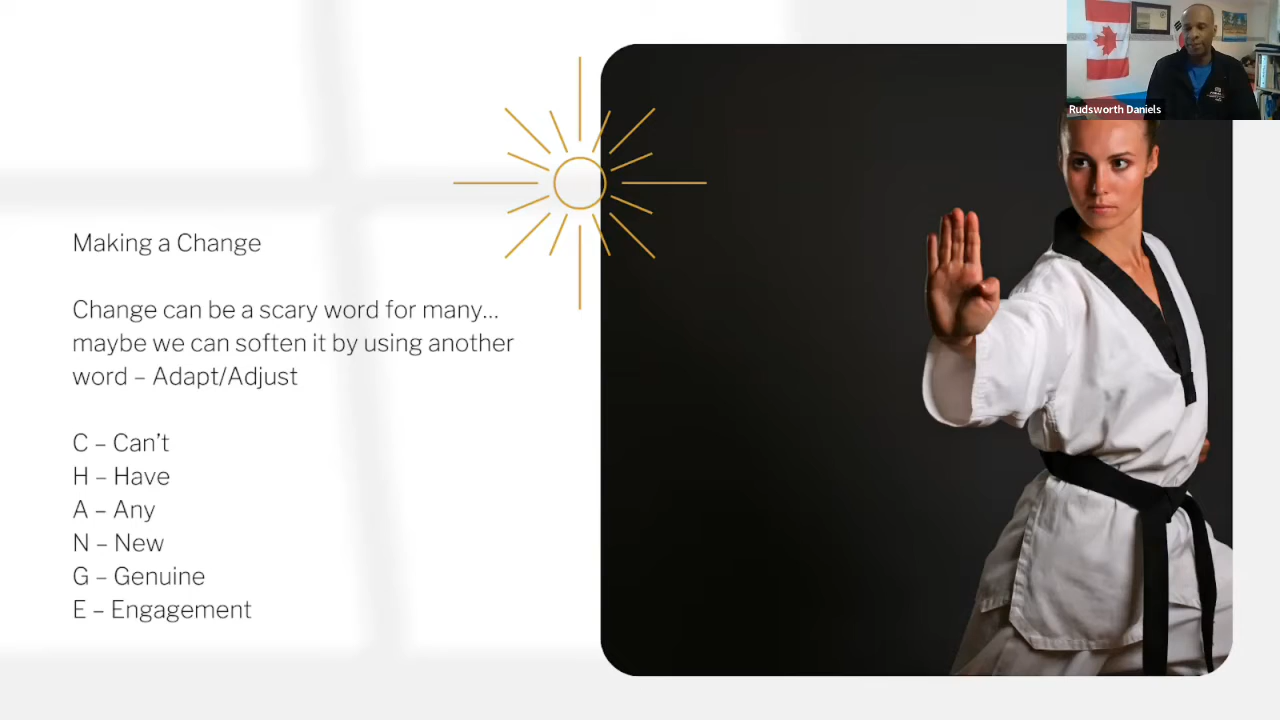 Making a Change
Change can be a scary word for many...
maybe we can soften it by using another
word – Adapt/Adjust
C – Can't
H – Have
A – Any
N – New
G – Genuine
E – Engagement
Rudsworth Daniels